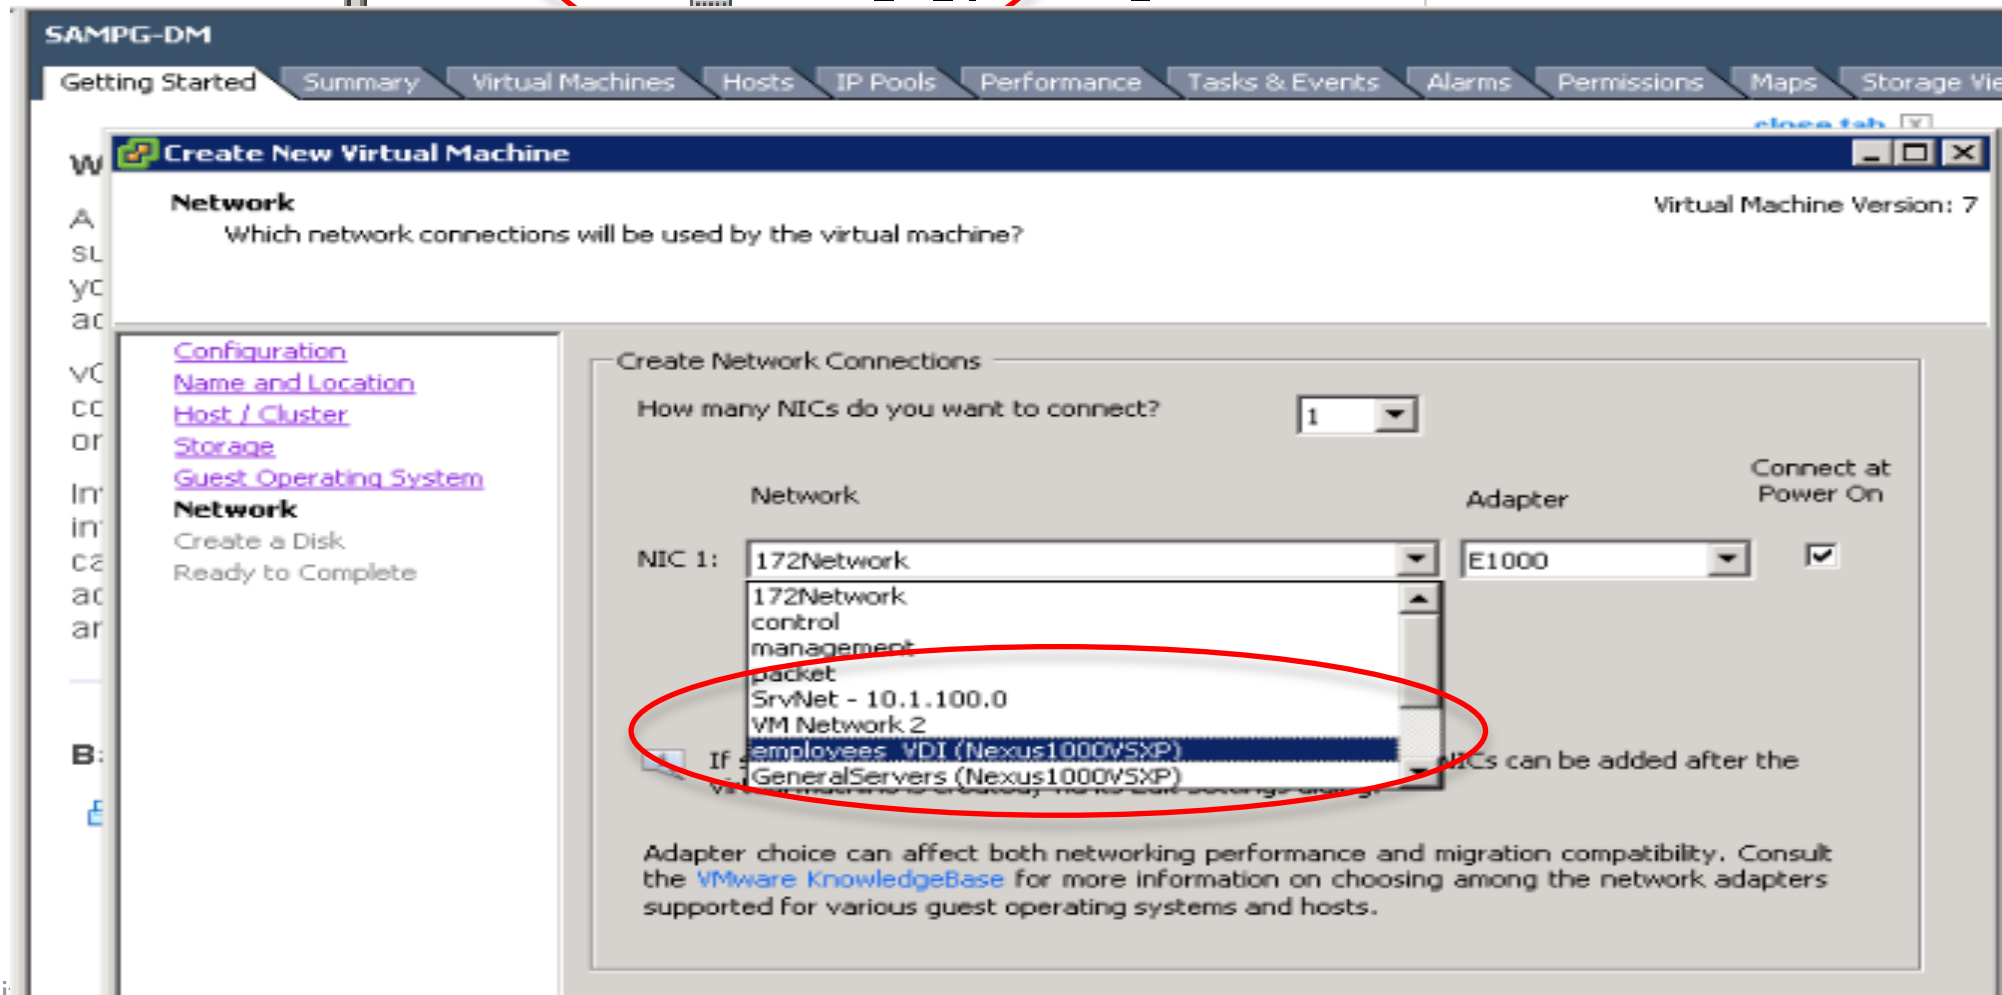 SAMPG-DM
Getting Started Summary Virtual Machines Hosts IP Pools Performance Tasks & Events Alarms Permissions Maps Storage Vie
close tab
Create New Virtual Machine
Network
Virtual Machine Version: 7
Which network connections will be used by the virtual machine?
Configuration
Name and Location
Host / Cluster
Storage
Guest Operating System
Network
Create a Disk
Ready to Complete
Create Network Connections
How many NICs do you want to connect? 1
Network Adapter Connect at
Power On
NIC 1: 172Network E1000
172Network
control
management
packet
SrvNet - 10.1.100.0
VM Network 2
employees_VDI (Nexus1000VSXP)
GeneralServers (Nexus1000VSXP)
If
NICs can be added after the
Adapter choice can affect both networking performance and migration compatibility. Consult
the VMware KnowledgeBase for more information on choosing among the network adapters
supported for various guest operating systems and hosts.